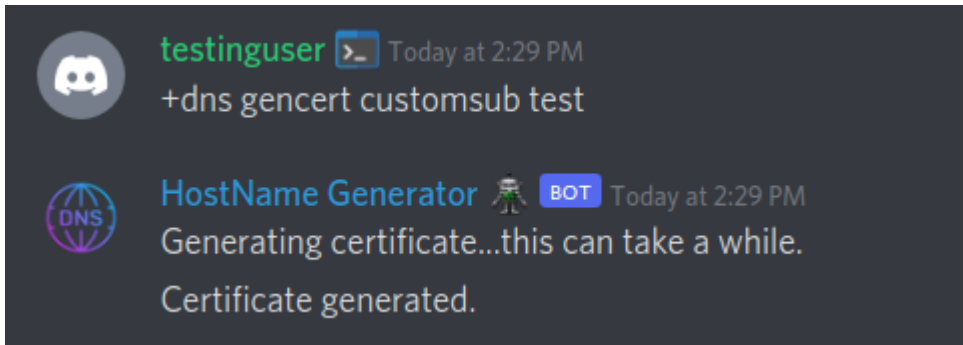 testinguser >_ Today at 2:29 PM
+dns gencert customsub test
DNS
HostName Generator BOT Today at 2:29 PM
Generating certificate...this can take a while.
Certificate generated.